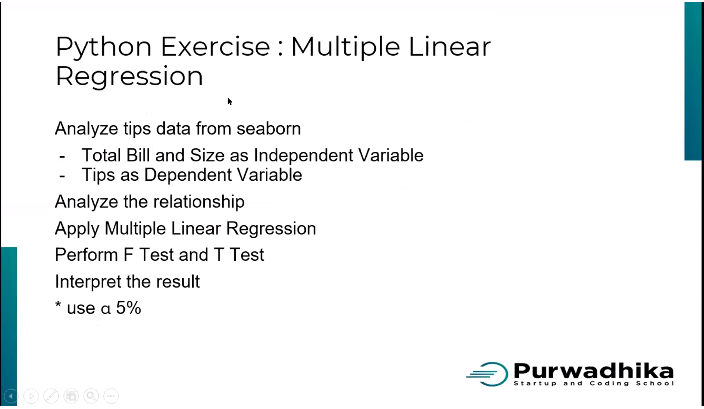 Python Exercise : Multiple Linear
Regression
Analyze tips data from seaborn
- Total Bill and Size as Independent Variable
- Tips as Dependent Variable
Analyze the relationship
Apply Multiple Linear Regression
Perform F Test and T Test
Interpret the result
* use α 5%
Purwadhika
Startup and Coding School